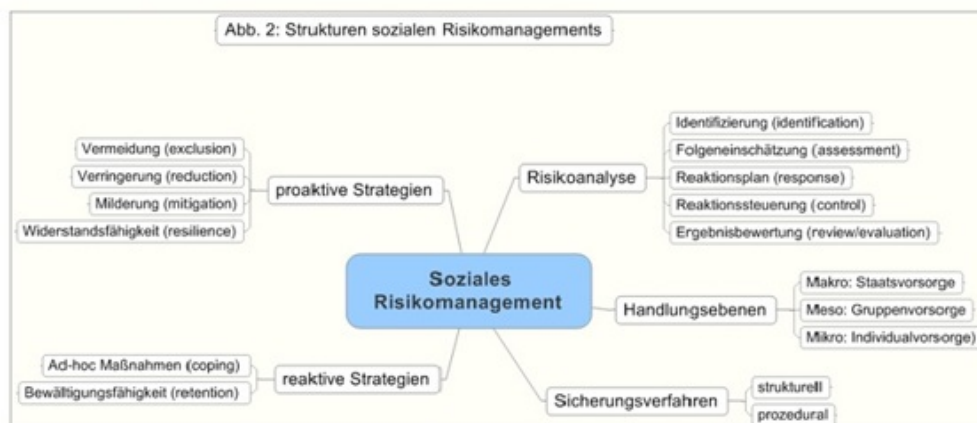 Abb. 2: Strukturen sozialen Risikomanagements
Vermeidung (exclusion)
Verringerung (reduction)
Milderung (mitigation)
Widerstandsfähigkeit (resilience)
proaktive Strategien
Risikoanalyse
Identifizierung (identification)
Folgeneinschätzung (assessment)
Reaktionsplan (response)
Reaktionssteuerung (control)
Ergebnisbewertung (review/evaluation)
Soziales
Risikomanagement
Handlungsebenen
Makro: Staatsvorsorge
Meso: Gruppenvorsorge
Mikro: Individualvorsorge)
Ad-hoc Maßnahmen (coping)
Bewältigungsfähigkeit (retention)
reaktive Strategien
Sicherungsverfahren
strukturell
prozedural